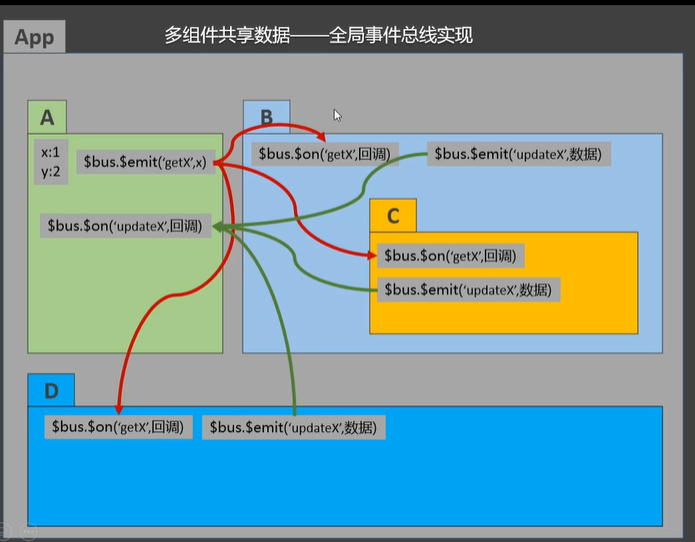 App
多组件共享数据——全局事件总线实现
A
B
x:1
y:2
$bus.$emit(‘getX’,x)
$bus.$on(‘getX’,回调)
$bus.$emit(‘updateX’,数据)
$bus.$on(‘updateX’,回调)
C
$bus.$on(‘getX’,回调)
$bus.$emit(‘updateX’,数据)
D
$bus.$on(‘getX’,回调)
$bus.$emit(‘updateX’,数据)